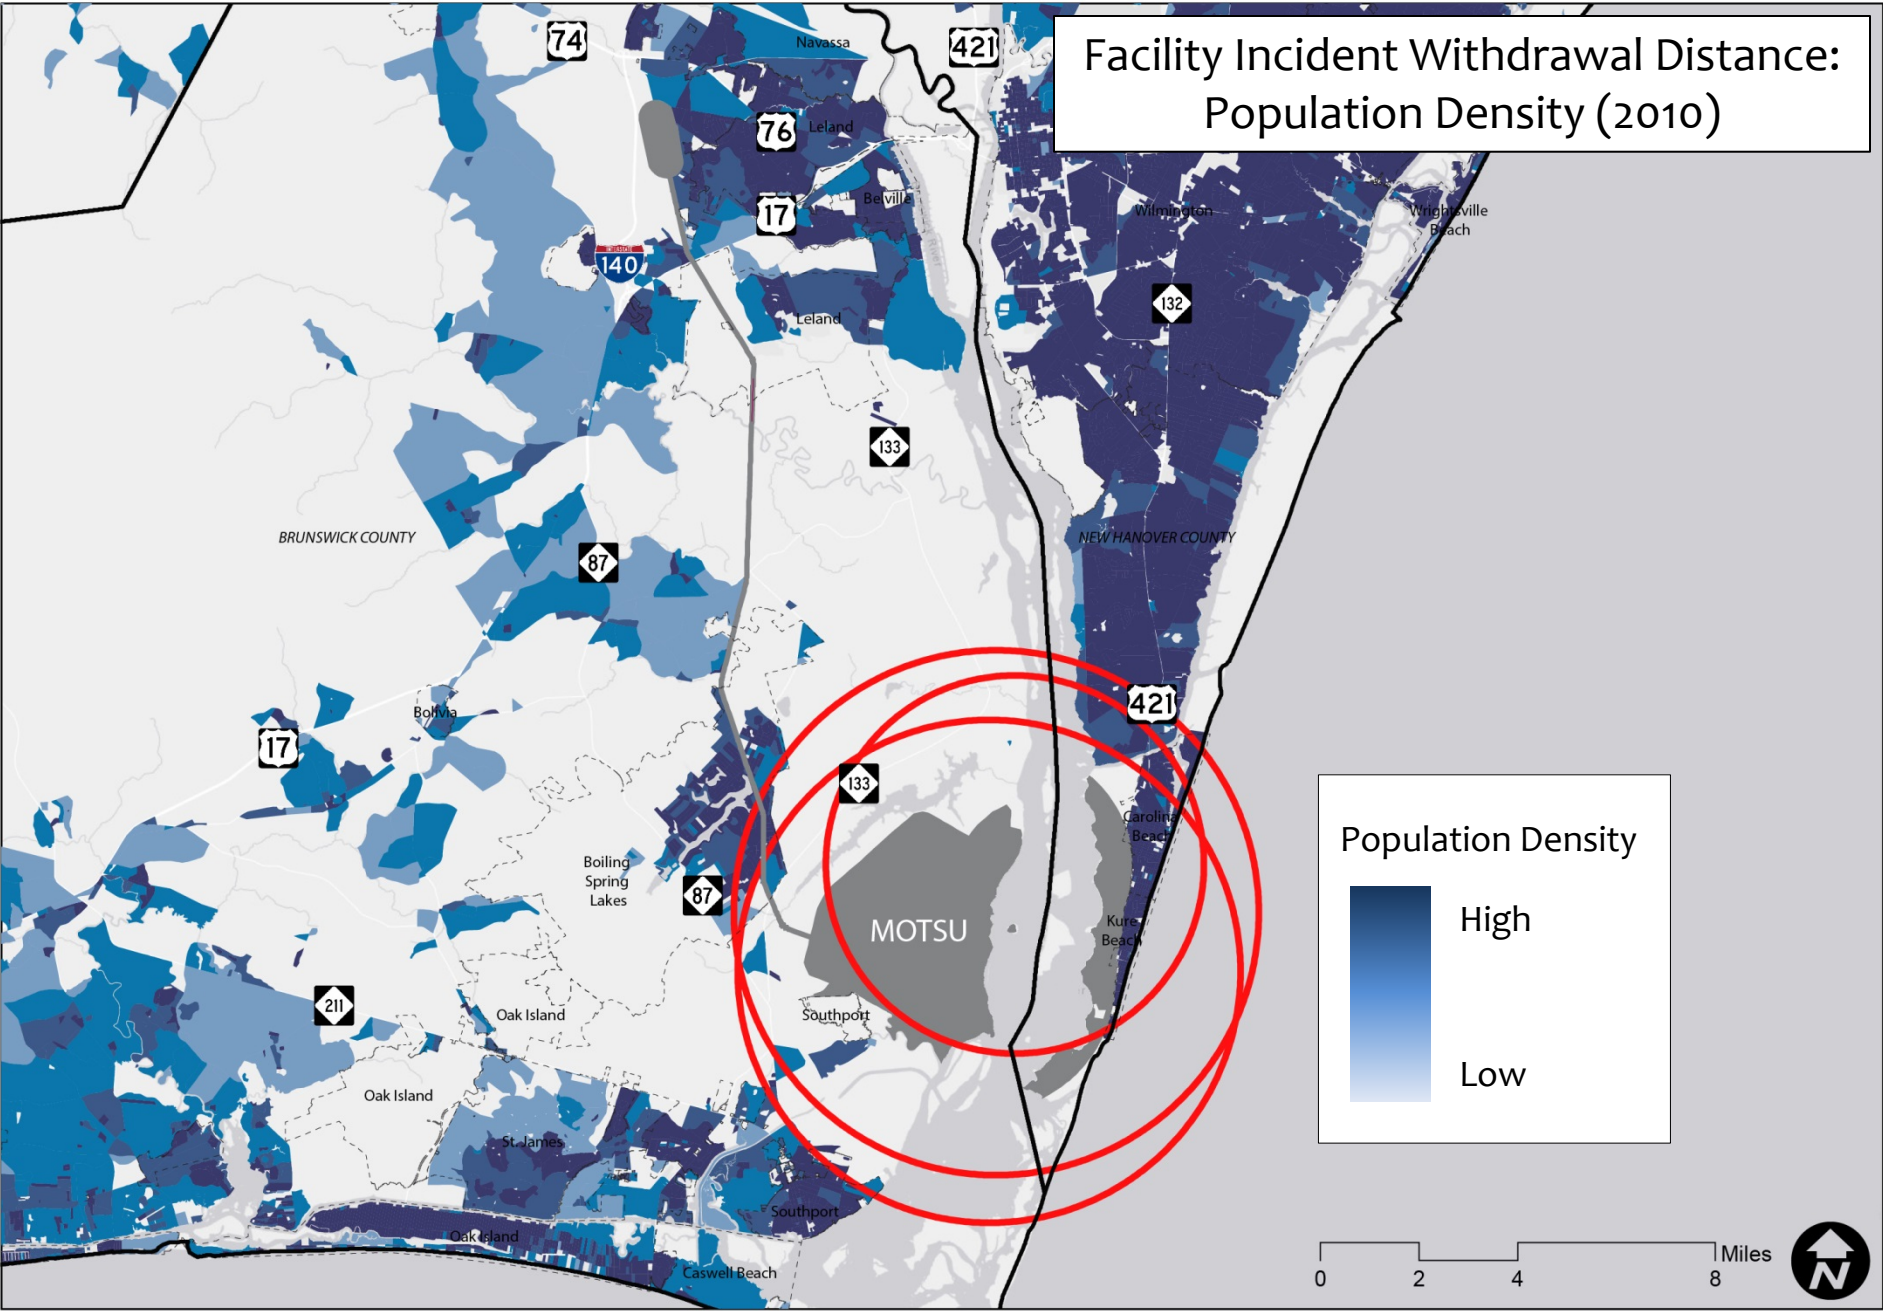 Facility Incident Withdrawal Distance:
Population Density (2010)
74
Navassa
421
76
Leland
17
Belville
Wilmington
Wrightsville
Beach
River
INTERSTATE
140
132
Leland
133
BRUNSWICK COUNTY
NEW HANOVER COUNTY
87
Bolivia
17
421
133
Carolina
Beach
Boiling
Spring
Lakes
87
MOTSU
Kure
Beach
211
Oak Island
Southport
Oak Island
St. James
Southport
Oak Island
Caswell Beach
Population Density
High
Low
Miles
0 2 4 8
N